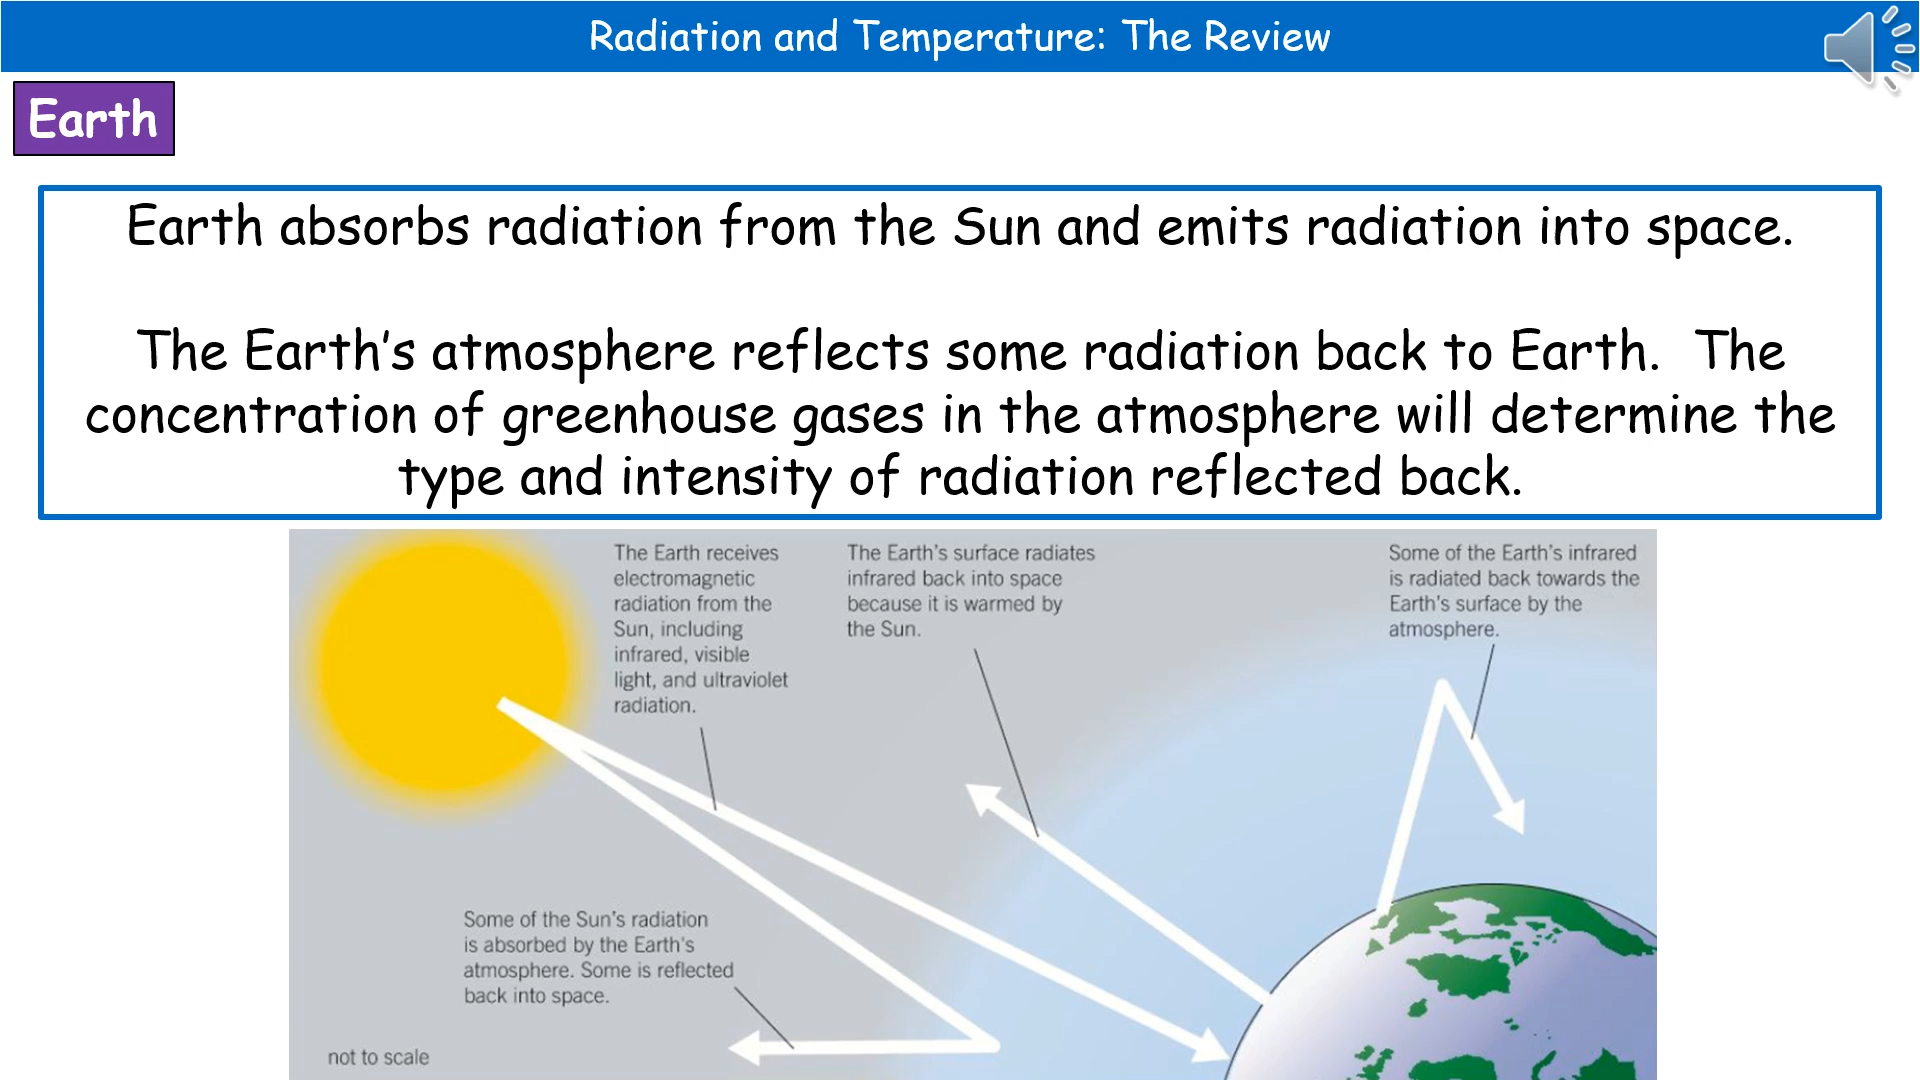 Radiation and Temperature: The Review
Earth
Earth absorbs radiation from the Sun and emits radiation into space.
The Earth’s atmosphere reflects some radiation back to Earth.  The
concentration of greenhouse gases in the atmosphere will determine the
type and intensity of radiation reflected back.
The Earth receives
electromagnetic
radiation from the
Sun, including
infrared, visible
light, and ultraviolet
radiation.
The Earth’s surface radiates
infrared back into space
because it is warmed by
the Sun.
Some of the Earth’s infrared
is radiated back towards the
Earth’s surface by the
atmosphere.
Some of the Sun’s radiation
is absorbed by the Earth’s
atmosphere. Some is reflected
back into space.
not to scale